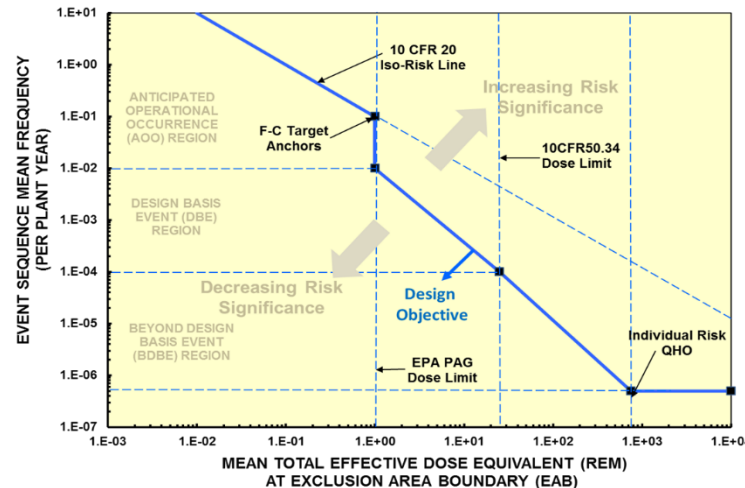 1.E+01
1.E+00
1.E-01
1.E-02
1.E-03
1.E-04
1.E-05
1.E-06
1.E-07
EVENT SEQUENCE MEAN FREQUENCY
(PER PLANT YEAR)
10 CFR 20
Iso-Risk Line
Increasing Risk
Significance
ANTICIPATED
OPERATIONAL
OCCURRENCE
(AOO) REGION
F-C Target
Anchors
10CFR50.34
Dose Limit
DESIGN BASIS
EVENT (DBE)
REGION
Decreasing Risk
Significance
Design
Objective
BEYOND DESIGN
BASIS EVENT
(BDBE) REGION
EPA PAG
Dose Limit
Individual Risk
QHO
1.E-03
1.E-02
1.E-01
1.E+00
1.E+01
1.E+02
1.E+03
1.E+04
MEAN TOTAL EFFECTIVE DOSE EQUIVALENT (REM)
AT EXCLUSION AREA BOUNDARY (EAB)